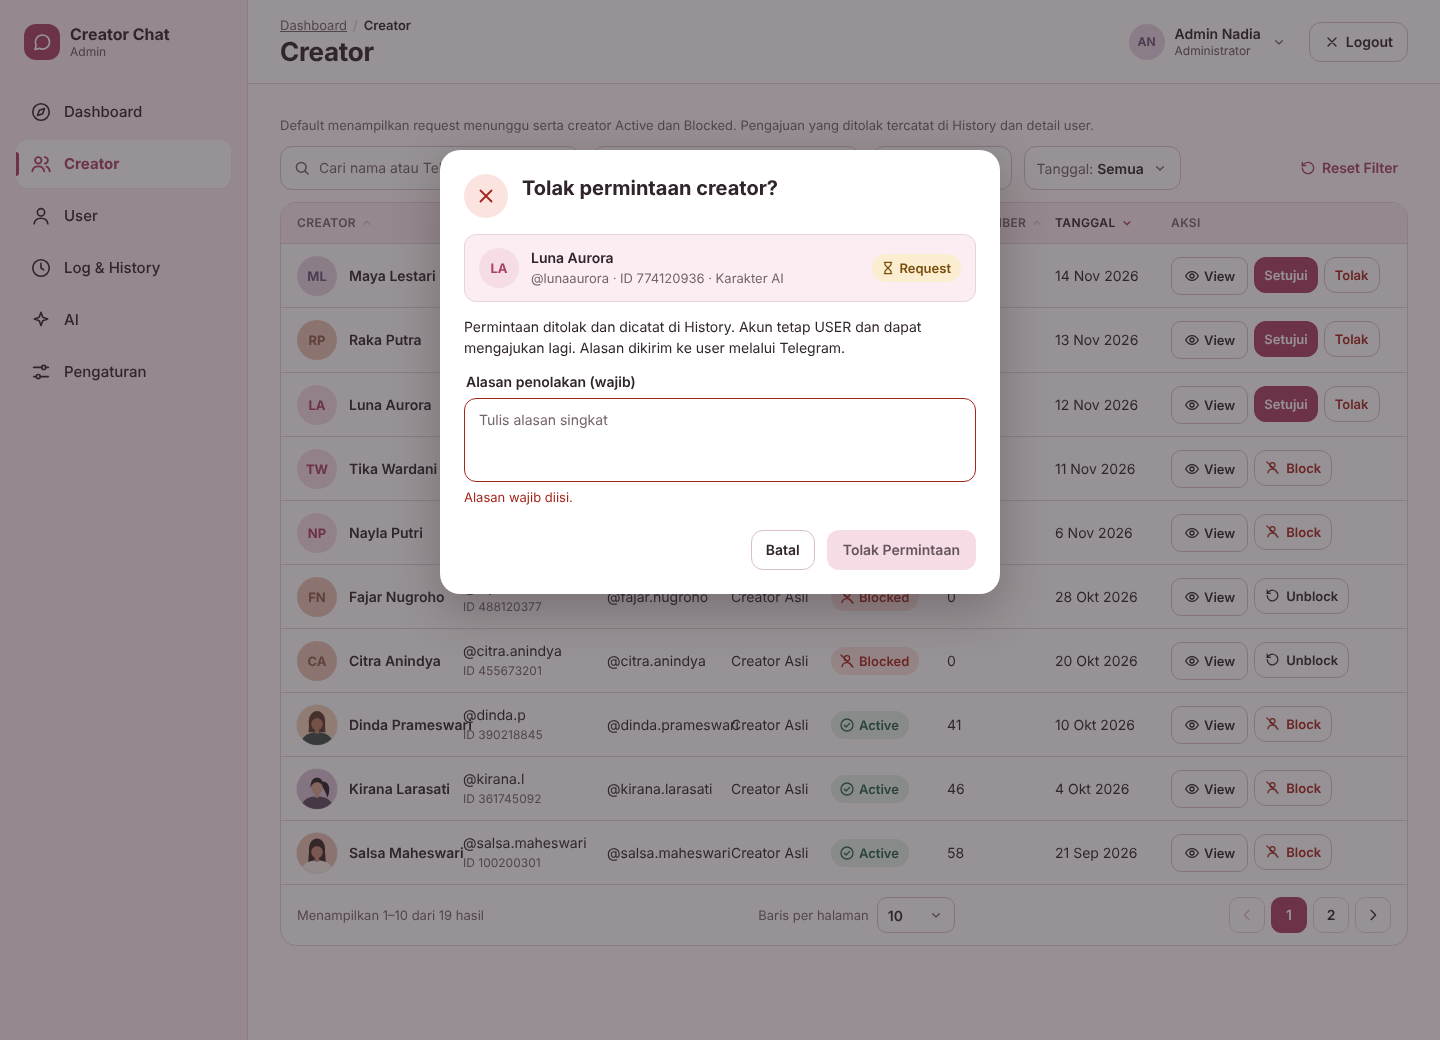 Creator Chat
Admin
Dashboard
Creator
User
Log & History
AI
Pengaturan
Dashboard / Creator
Creator
AN
Admin Nadia
Administrator
Logout
Default menampilkan request menunggu serta creator Active dan Blocked. Pengajuan yang ditolak tercatat di History dan detail user.
Cari nama atau
Tanggal: Semua
Reset Filter
CREATOR
TANGGAL
AKSI
ML Maya Lestari 14 Nov 2026 View Setujui Tolak
RP Raka Putra 13 Nov 2026 View Setujui Tolak
LA Luna Aurora 12 Nov 2026 View Setujui Tolak
TW Tika Wardani 11 Nov 2026 View Block
NP Nayla Putri 6 Nov 2026 View Block
FN Fajar Nugroho ID 488120377 @fajar.nugroho Creator Asli Blocked 0 28 Okt 2026 View Unblock
CA Citra Anindya @citra.anindya @citra.anindya Creator Asli Blocked 0 20 Okt 2026 View Unblock
ID 455673201
Dinda Prameswari @dinda.p @dinda.prameswari Creator Asli Active 41 10 Okt 2026 View Block
ID 390218845
Kirana Larasati @kirana.l @kirana.larasati Creator Asli Active 46 4 Okt 2026 View Block
ID 361745092
Salsa Maheswari @salsa.maheswari @salsa.maheswari Creator Asli Active 58 21 Sep 2026 View Block
ID 100200301
Menampilkan 1–10 dari 19 hasil
Baris per halaman 10
1 2
Tolak permintaan creator?
LA
Luna Aurora
@lunaaurora · ID 774120936 · Karakter AI
Request
Permintaan ditolak dan dicatat di History. Akun tetap USER dan dapat
mengajukan lagi. Alasan dikirim ke user melalui Telegram.
Alasan penolakan (wajib)
Tulis alasan singkat
Alasan wajib diisi.
Batal
Tolak Permintaan